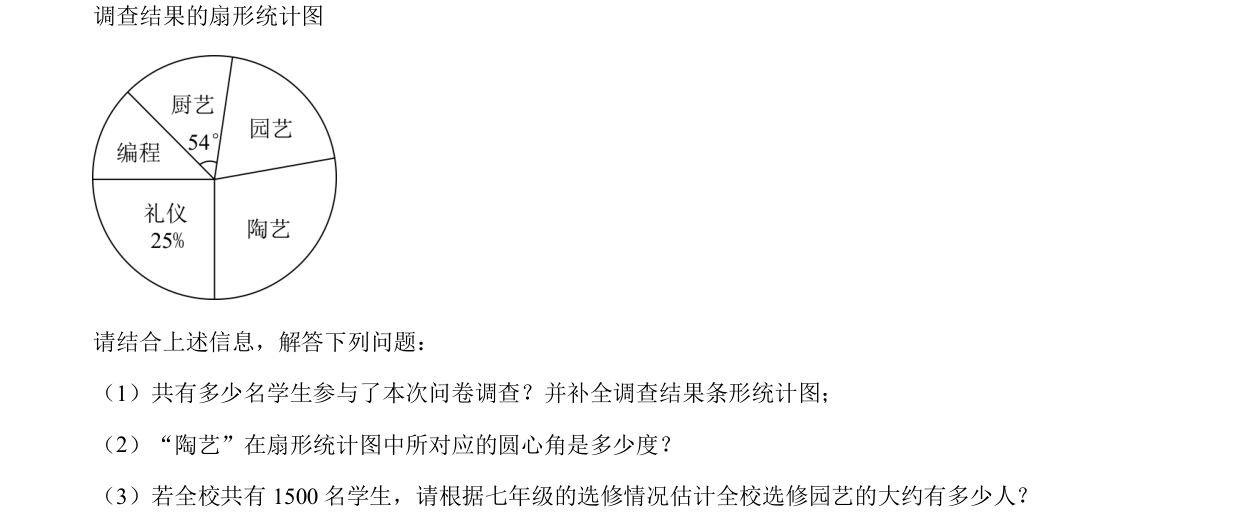 调查结果的扇形统计图
厨艺
54°
园艺
编程
礼仪
25%
陶艺
请结合上述信息，解答下列问题：
（1）共有多少名学生参与了本次问卷调查？并补全调查结果条形统计图；
（2）“陶艺”在扇形统计图中所对应的圆心角是多少度？
（3）若全校共有 1500 名学生，请根据七年级的选修情况估计全校选修园艺的大约有多少人？